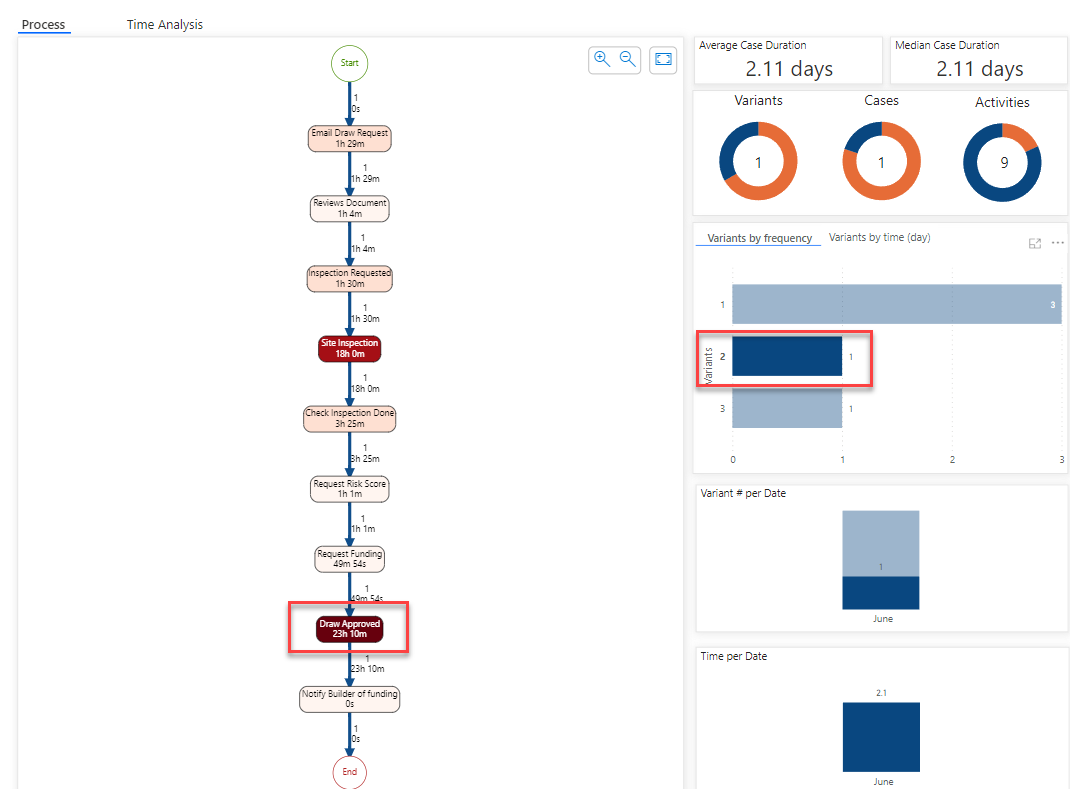 Process
Time Analysis
Start
1
0s
Email Draw Request
1h 29m
1
1h 29m
Reviews Document
1h 4m
1
1h 4m
Inspection Requested
1h 30m
1
1h 30m
Site Inspection
18h 0m
1
18h 0m
Check Inspection Done
3h 25m
1
3h 25m
Request Risk Score
1h 1m
1
1h 1m
Request Funding
49m 54s
1
49m 54s
Draw Approved
23h 10m
1
23h 10m
Notify Builder of funding
0s
1
0s
End
Average Case Duration
2.11 days
Median Case Duration
2.11 days
Variants
1
Cases
1
Activities
9
Variants by frequency
Variants by time (day)
Variants
1
3
2
1
3
1
0
1
2
3
Variant # per Date
1
June
Time per Date
2.1
June